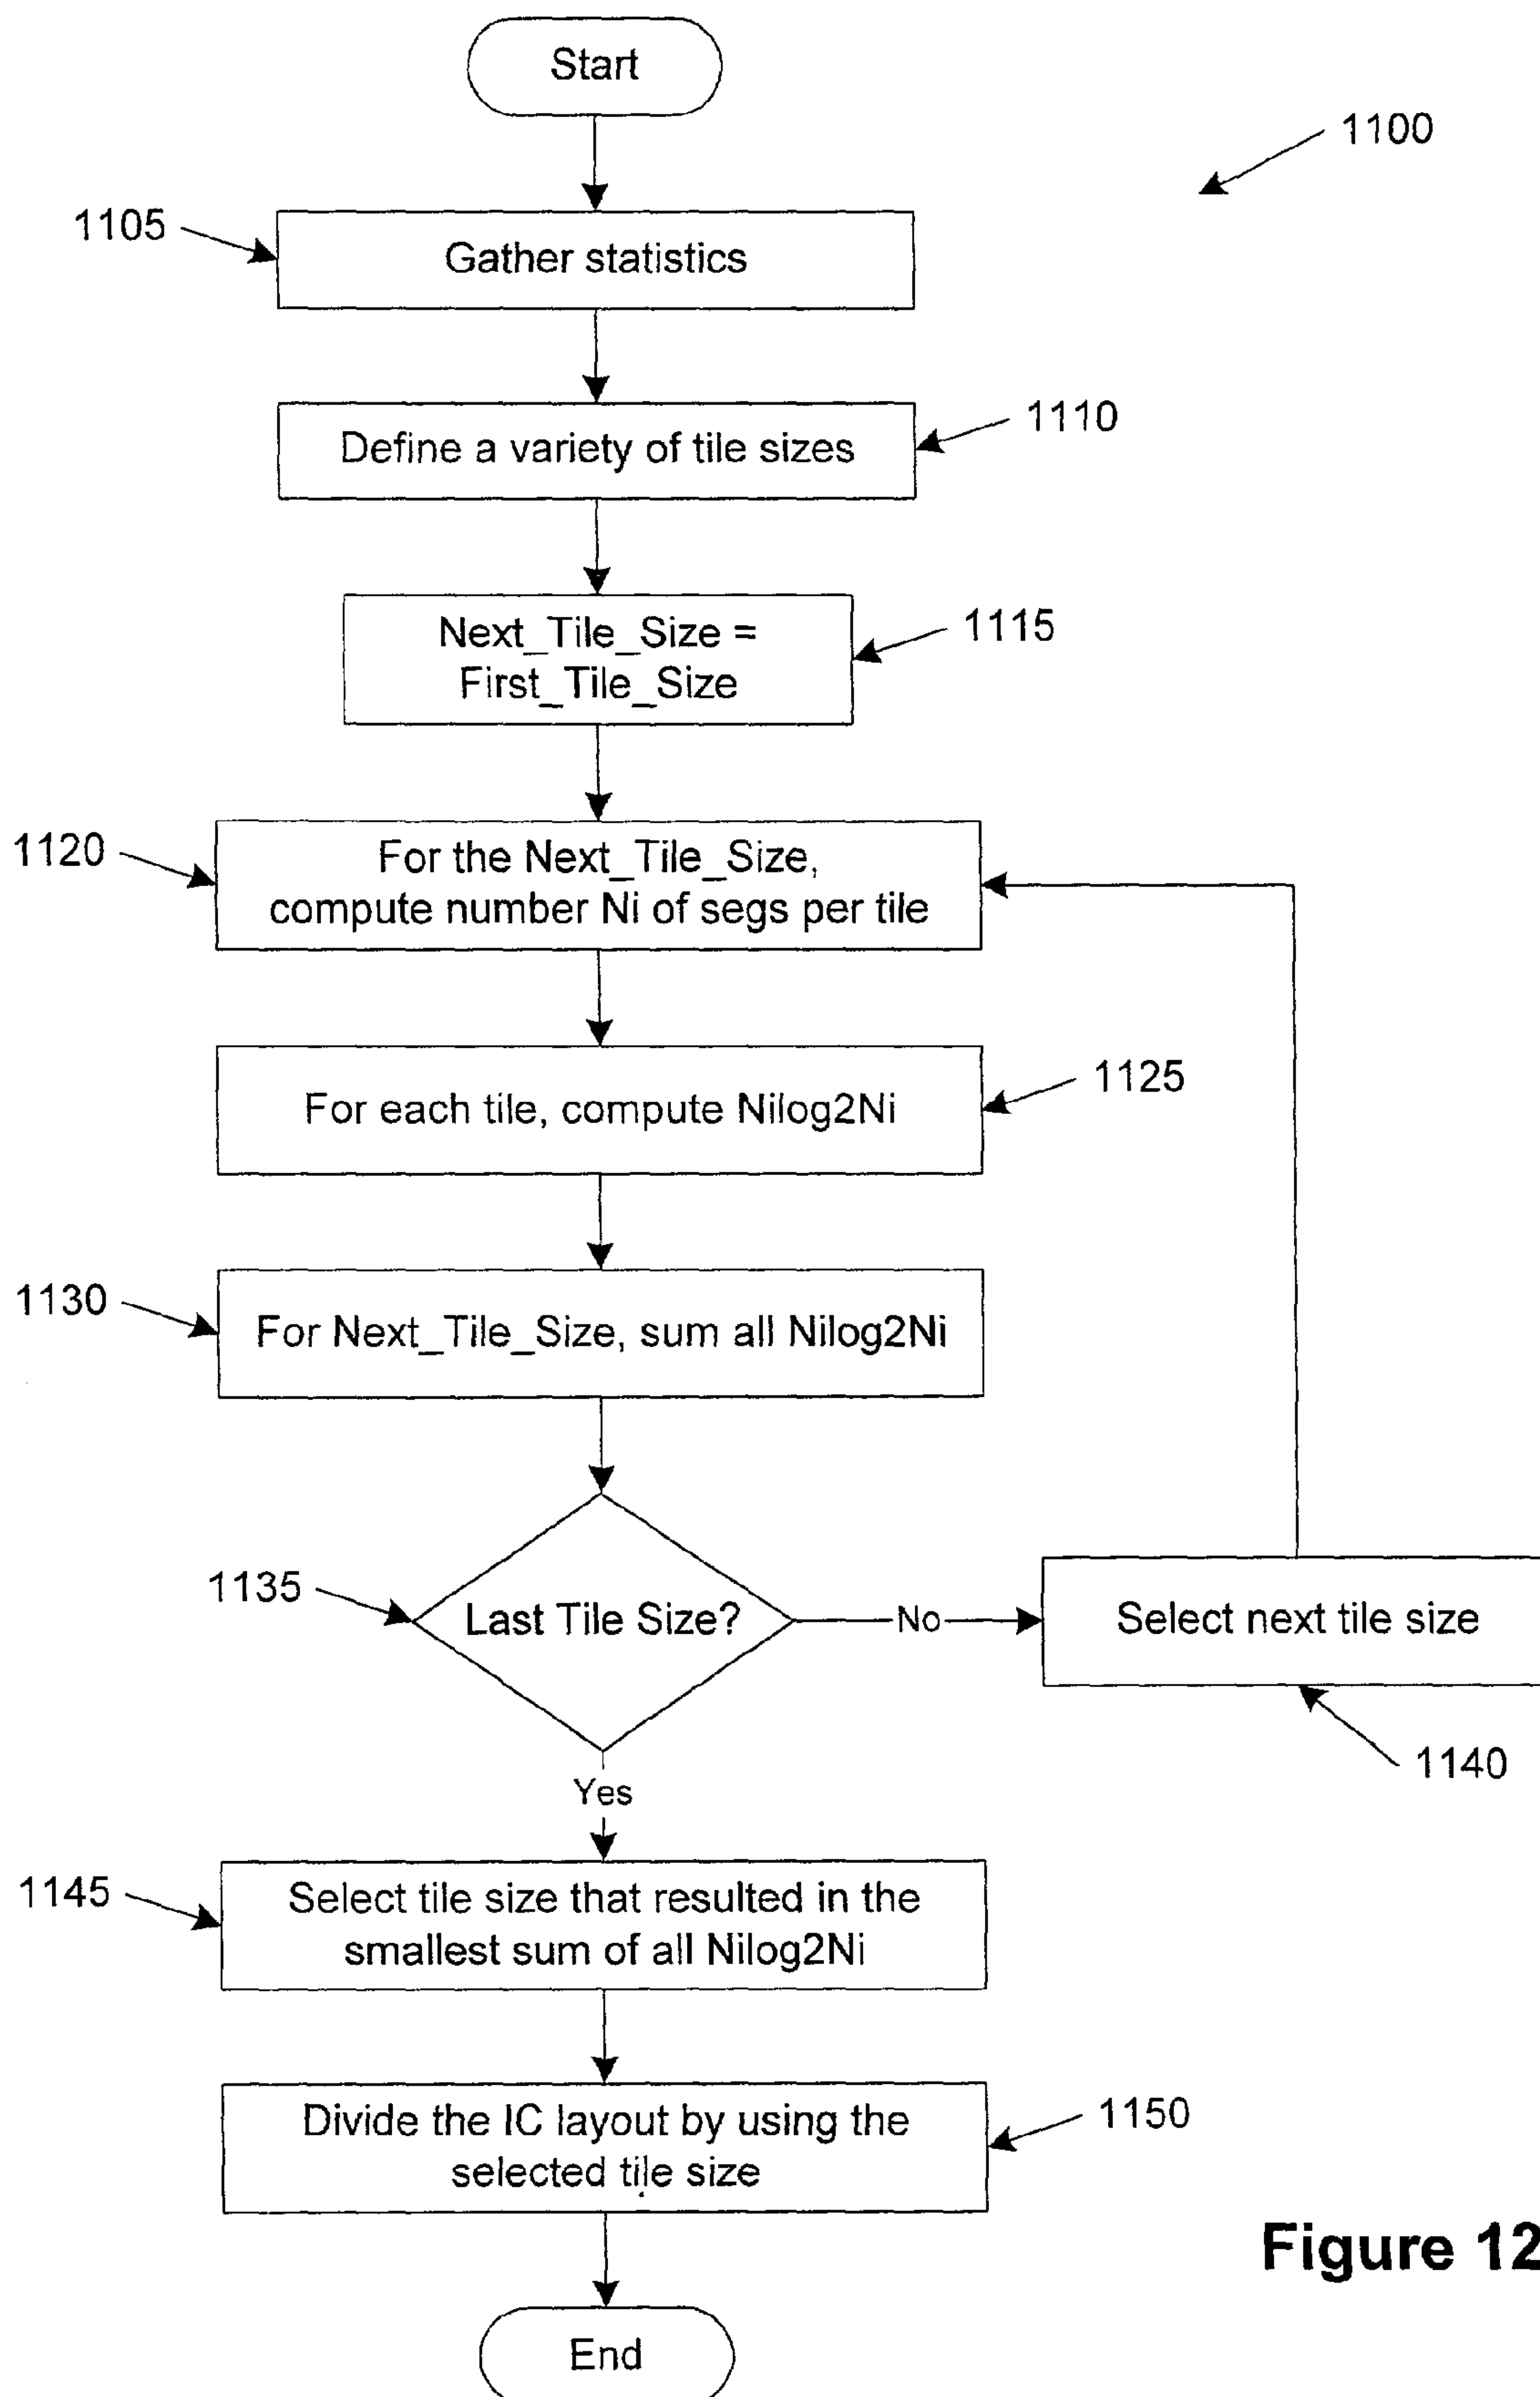 Start
1100
1105
Gather statistics
Define a variety of tile sizes
1110
Next_Tile_Size =
First_Tile_Size
1115
1120
For the Next_Tile_Size,
compute number Ni of segs per tile
For each tile, compute Nilog2Ni
1125
1130
For Next_Tile_Size, sum all Nilog2Ni
1135
Last Tile Size?
No
Select next tile size
1140
Yes
1145
Select tile size that resulted in the
smallest sum of all Nilog2Ni
Divide the IC layout by using the
selected tile size
1150
Figure 12
End